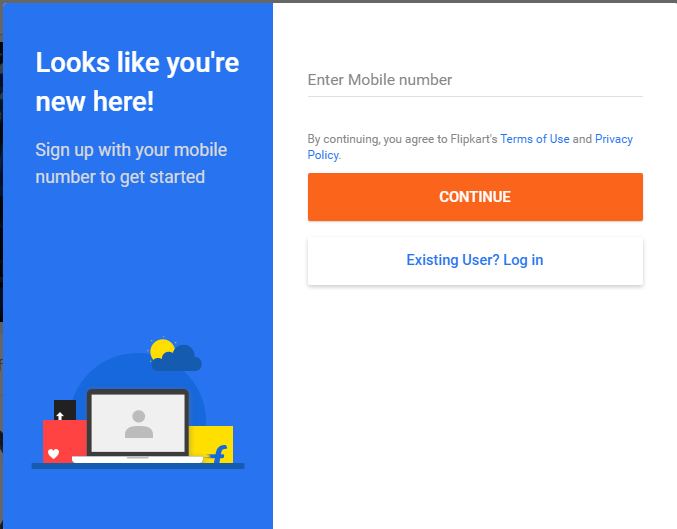 Looks like you're
new here!
Sign up with your mobile
number to get started
Enter Mobile number
By continuing, you agree to Flipkart's Terms of Use and Privacy
Policy.
CONTINUE
Existing User? Log in